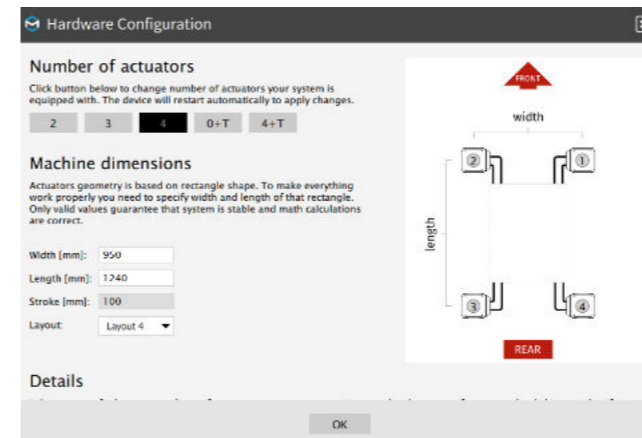 Hardware Configuration
Number of actuators
Click button below to change number of actuators your system is
equipped with. The device will restart automatically to apply changes.
2 3 4 0+T 4+T
Machine dimensions
Actuators geometry is based on rectangle shape. To make everything
work properly you need to specify width and length of that rectangle.
Only valid values guarantee that system is stable and math calculations
are correct.
Width [mm]: 950
Length [mm]: 1240
Stroke [mm]: 100
Layout: Layout 4
FRONT
width
2 1
length
3 4
REAR
Details
OK